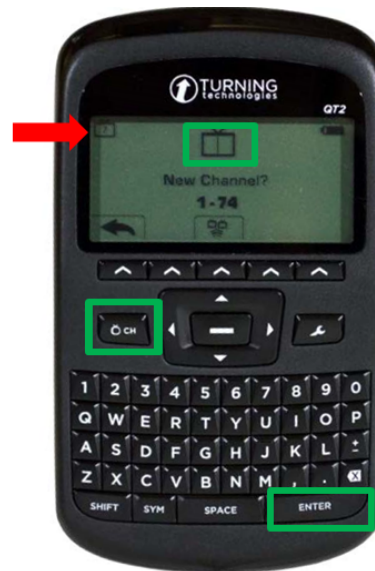 TURNING
technologies
QT2
?
New Channel?
1-74
CH
1 2 3 4 5 6 7 8 9 0
Q W E R T Y U I O P
A S D F G H J K L ±
Z X C V B N M , .
SHIFT SYM SPACE ENTER